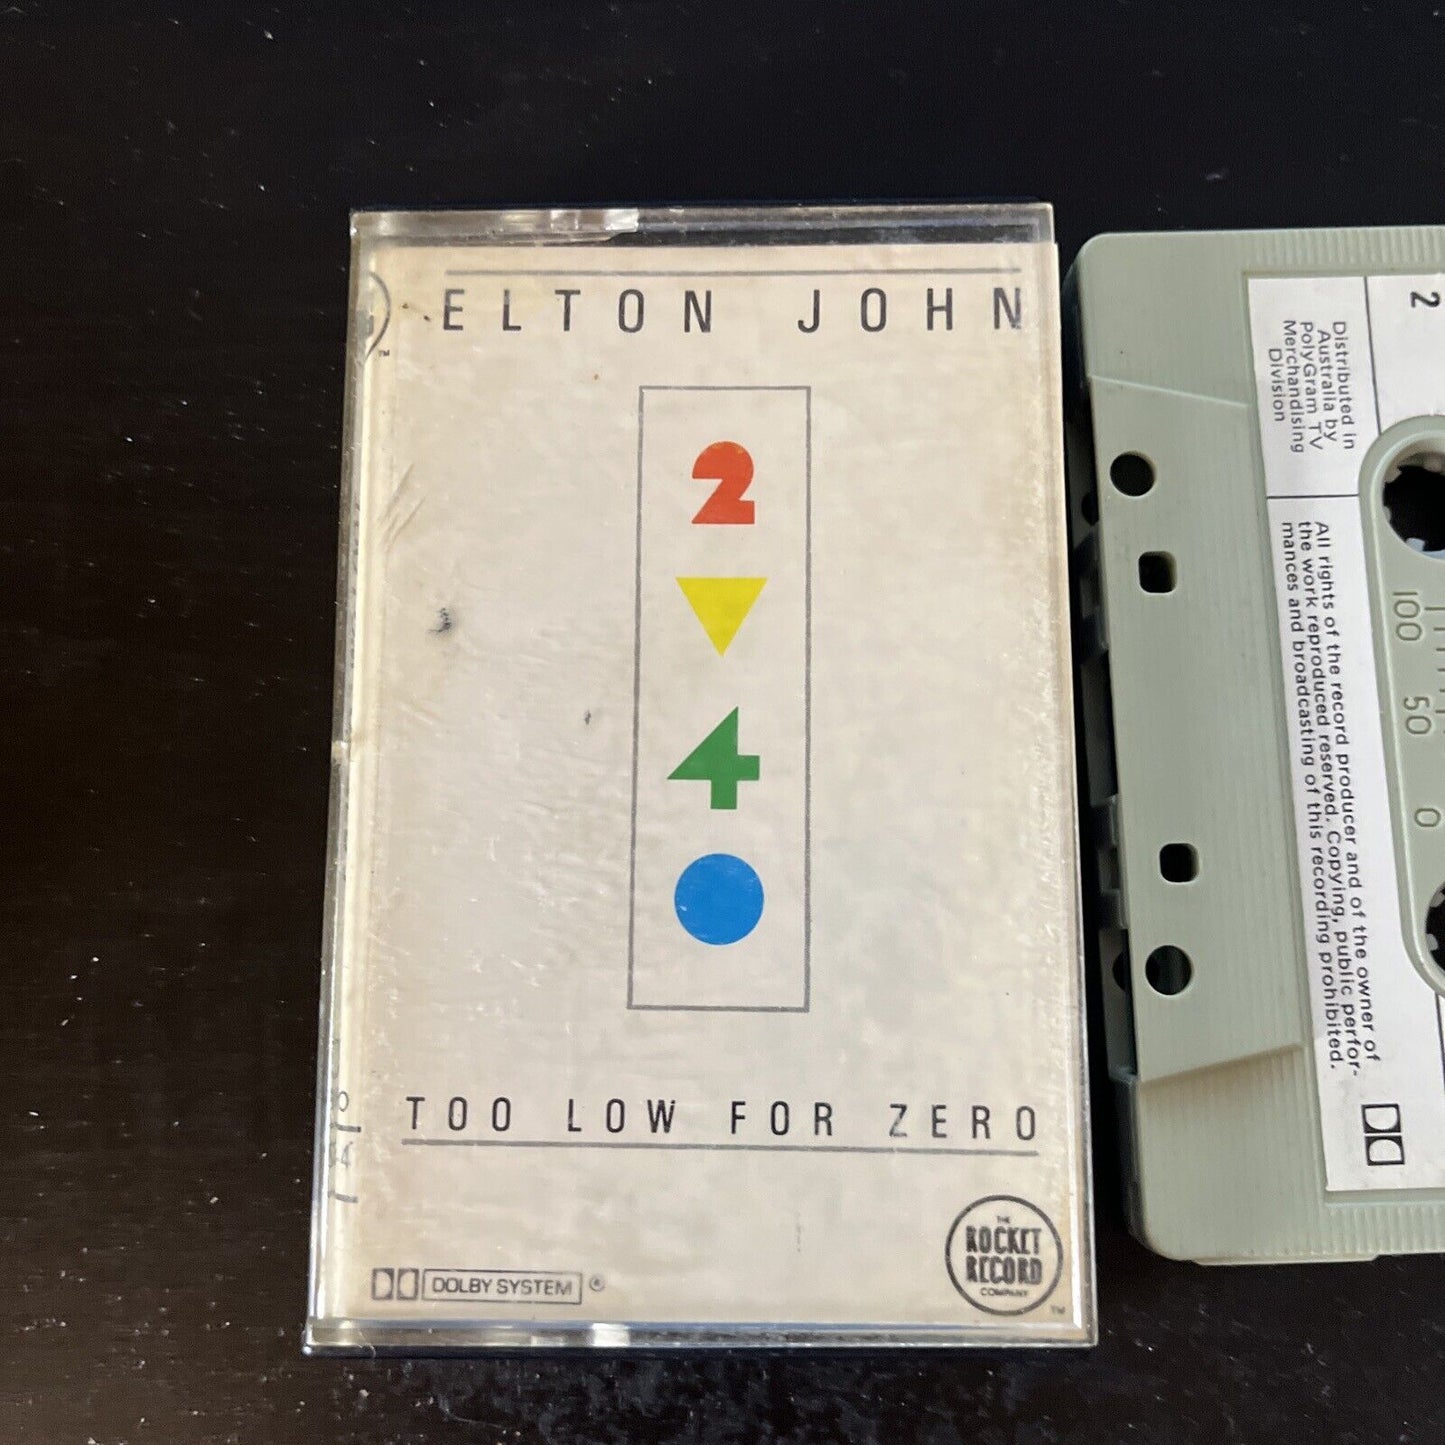 ELTON JOHN
2
4
TOO LOW FOR ZERO
DOLBY SYSTEM ®
THE
ROCKET
RECORD
COMPANY
TM
TM
2
Distributed in
Australia by
PolyGram TV
Merchandising
Division
All rights of the record producer and of the owner of
the work reproduced reserved. Copying, public perfor-
mances and broadcasting of this recording prohibited.
100 50 0